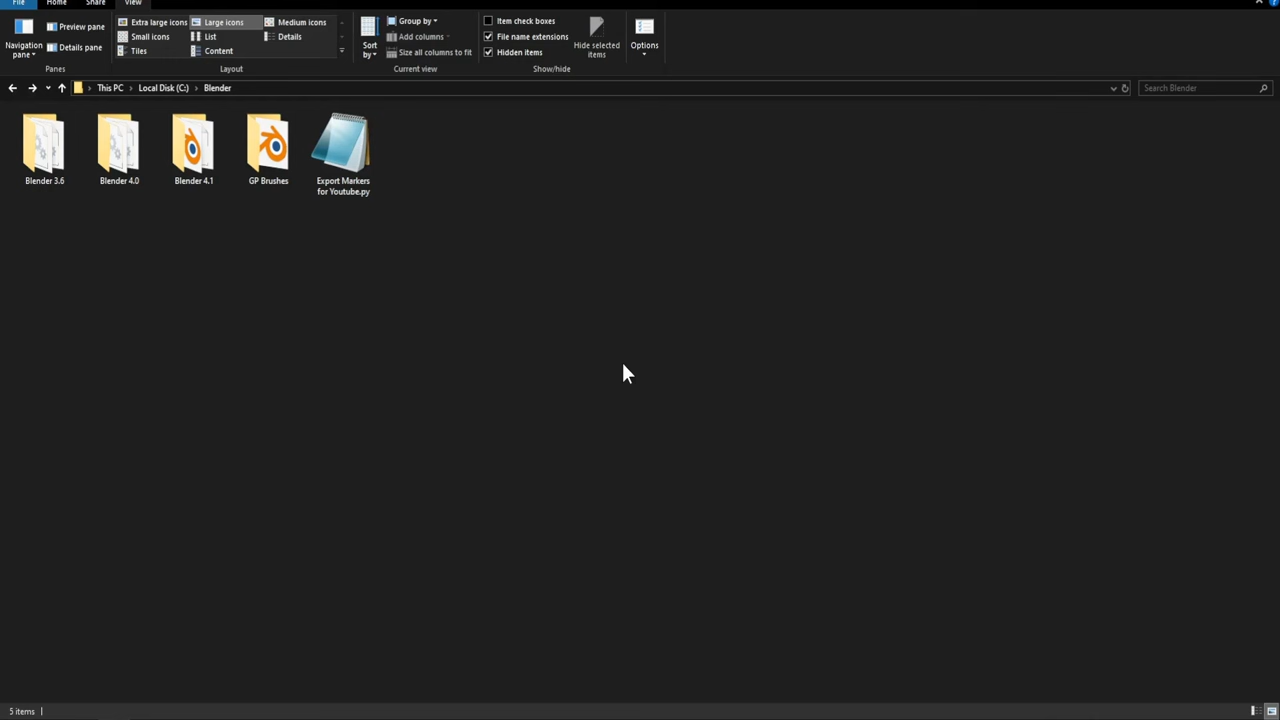 File Home Share View
Navigation pane
Preview pane
Details pane
Panes
Extra large icons Large icons Medium icons
Small icons List Details
Tiles Content
Layout
Sort by
Group by
Add columns
Size all columns to fit
Current view
Item check boxes
File name extensions
Hidden items
Hide selected items
Show/hide
Options
This PC Local Disk (C:) Blender
Search Blender
Blender 3.6
Blender 4.0
Blender 4.1
GP Brushes
Export Markers
for Youtube.py
5 items